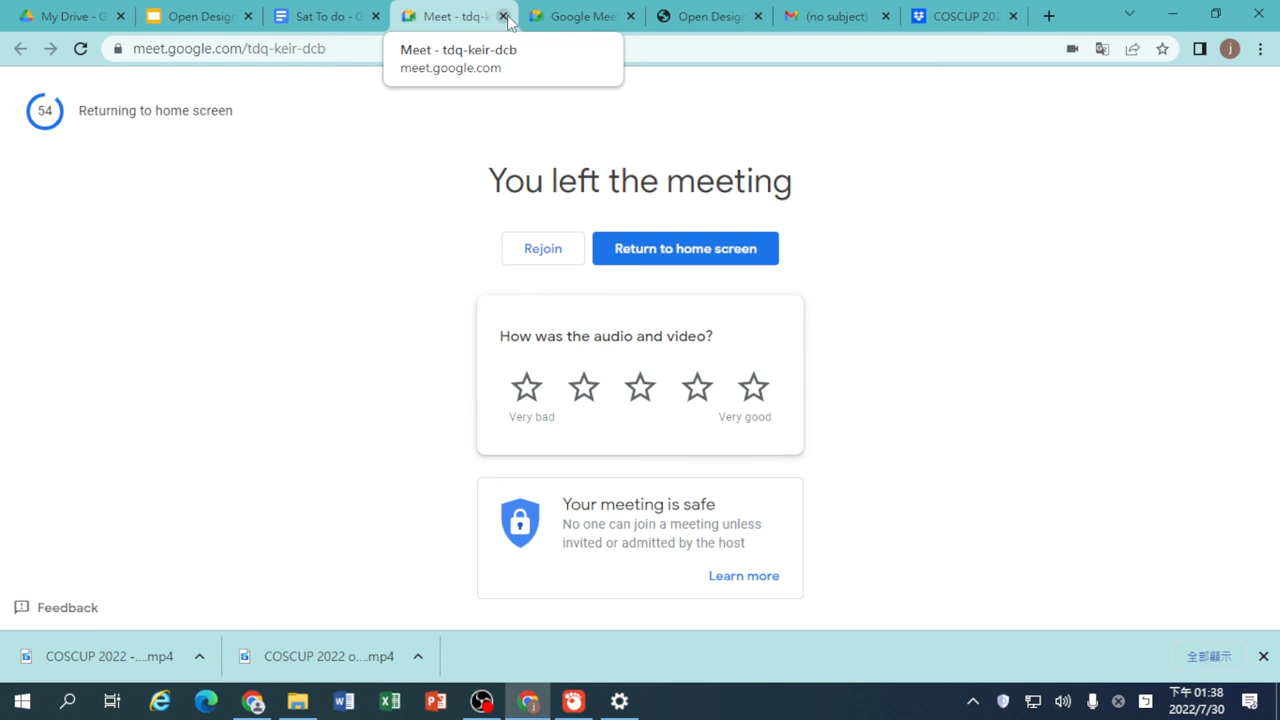 My Drive - G
Open Design
Sat To do - G
Meet - tdq-k
Google Mee
Open Desig
(no subject)
COSCUP 202
meet.google.com/tdq-keir-dcb
Meet - tdq-keir-dcb
meet.google.com
j
54
Returning to home screen
You left the meeting
Rejoin
Return to home screen
How was the audio and video?
Very bad
Very good
Your meeting is safe
No one can join a meeting unless
invited or admitted by the host
Learn more
Feedback
COSCUP 2022 -....mp4
COSCUP 2022 o....mp4
全部顯示
下午 01:38
2022/7/30